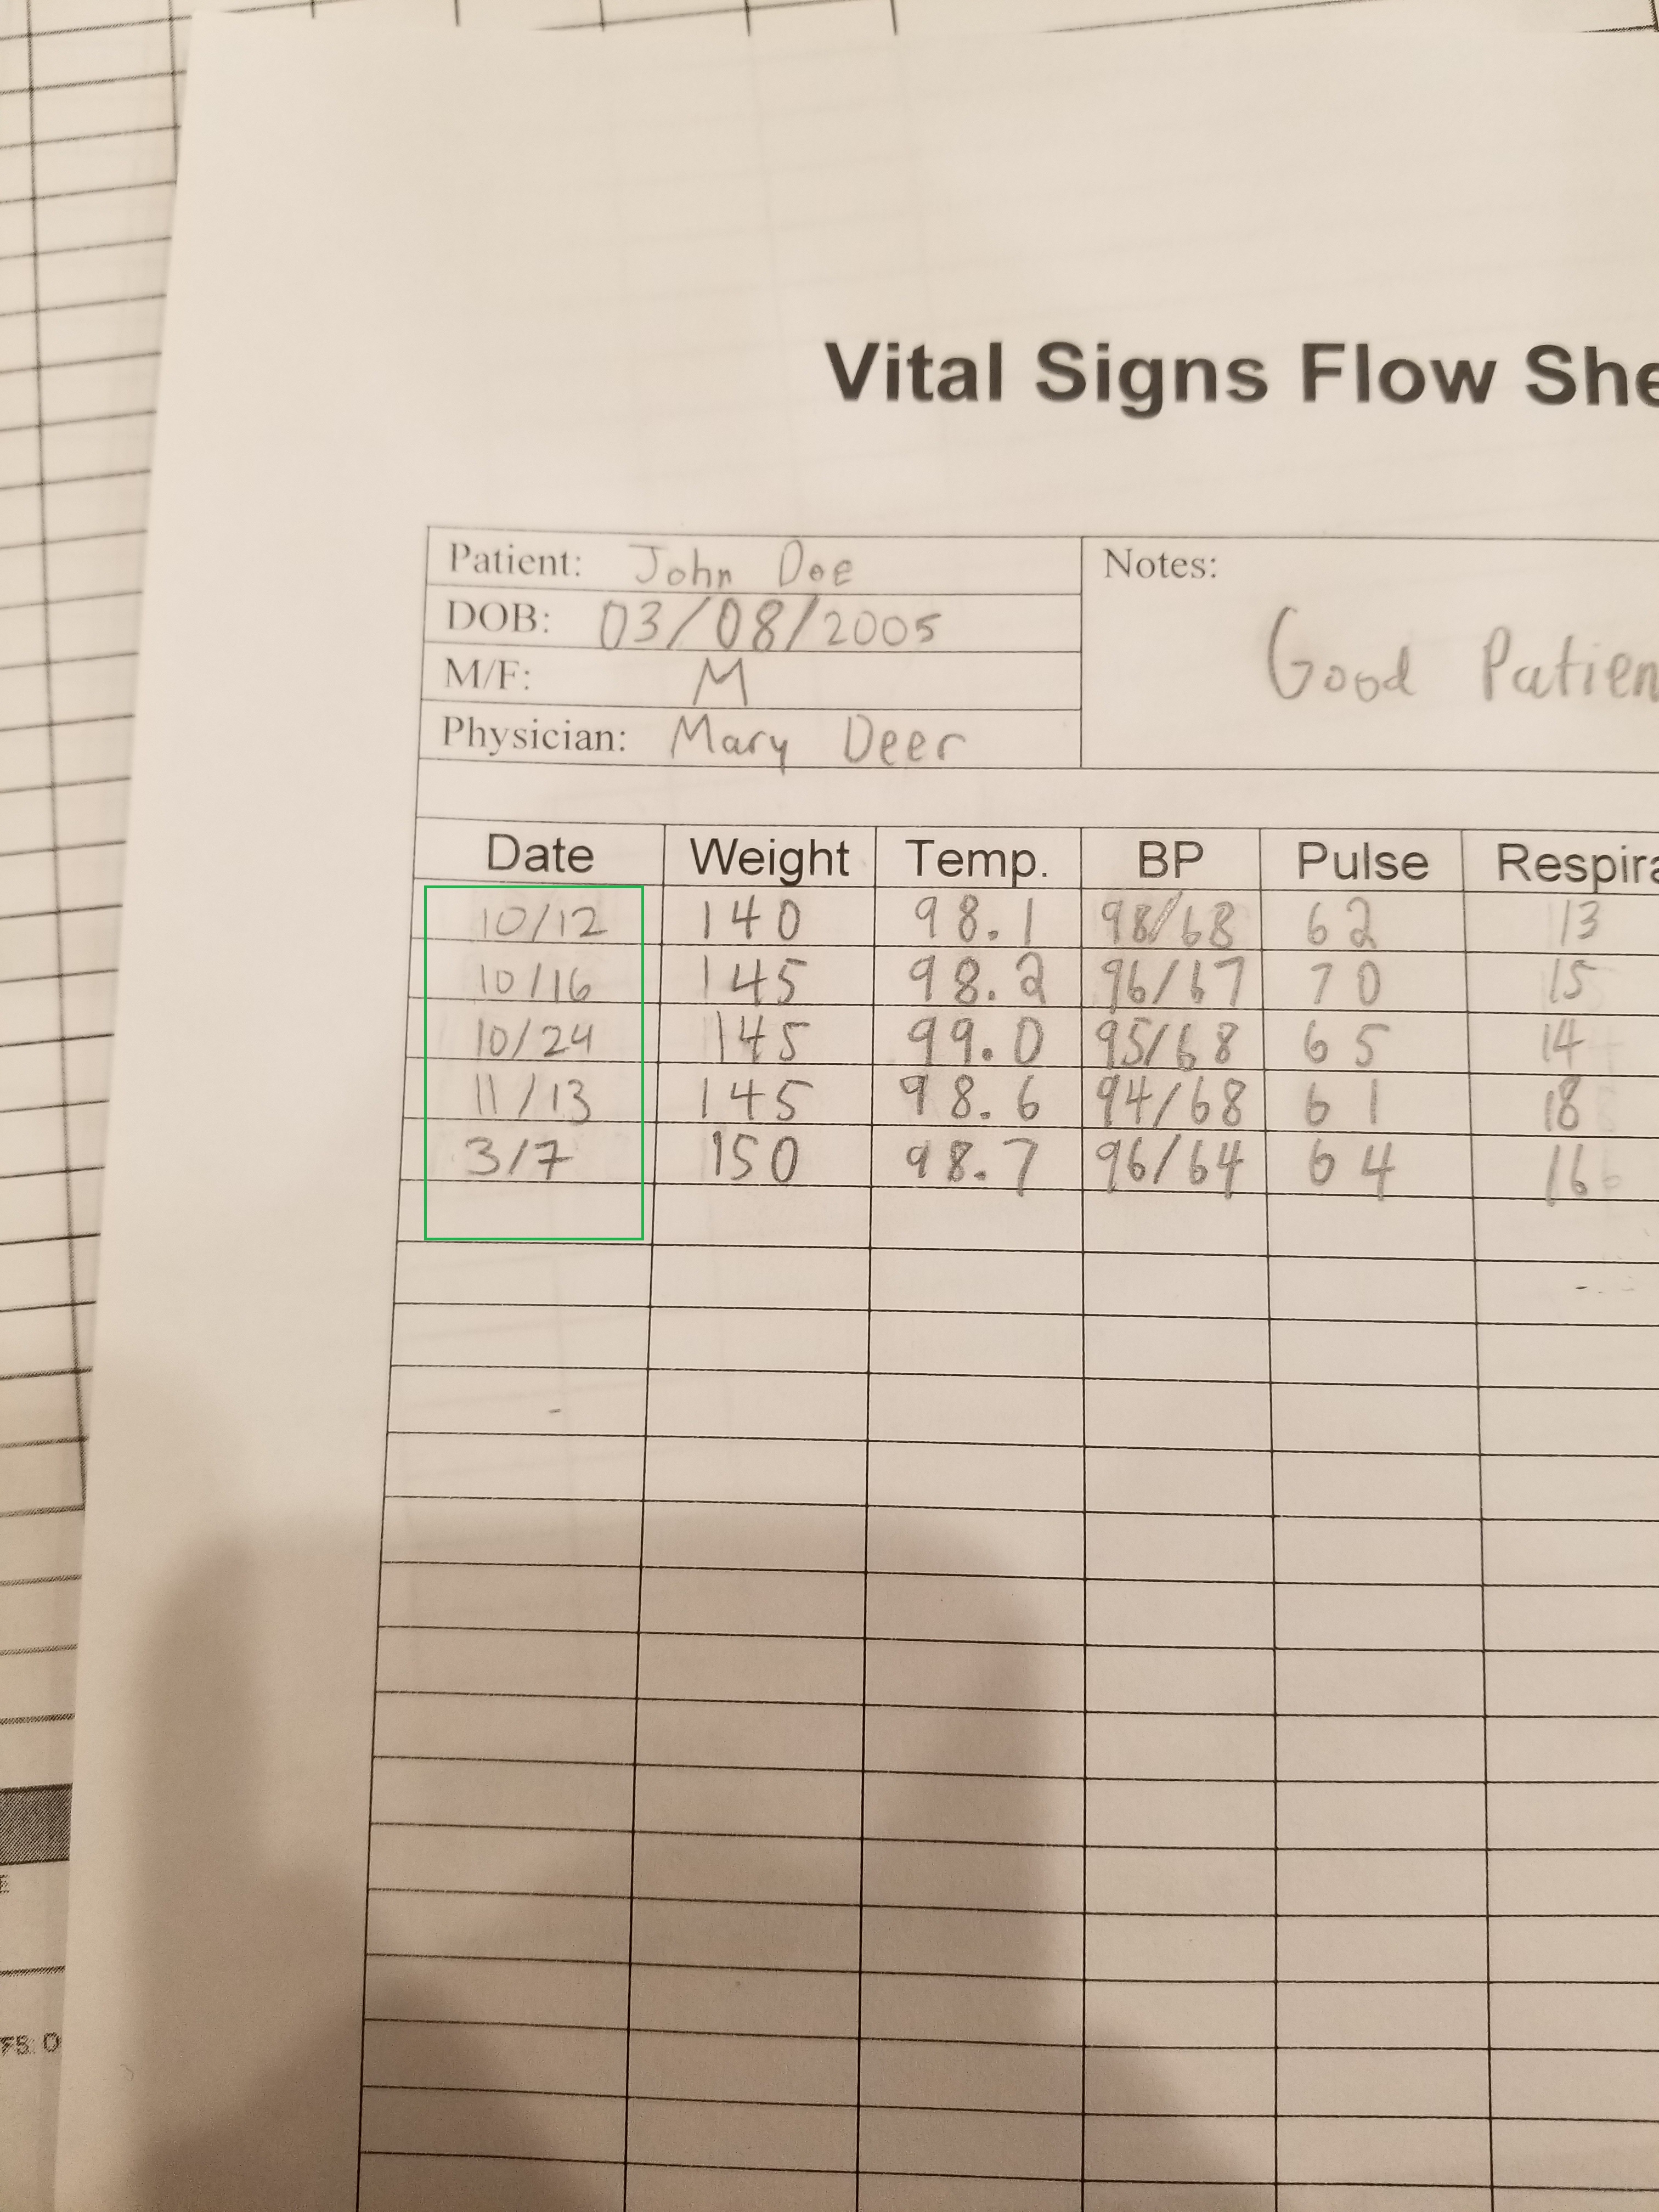 Vital Signs Flow She
Patient: John Doe
Notes:
DOB: 03/08/2005
Good Patien
M/F: M
Physician: Mary Deer
Date Weight Temp. BP Pulse Respira
10/12 140 98.1 98/68 62 13
10/16 145 98.2 96/67 70 15
10/24 145 99.0 95/68 65 14
11/13 145 98.6 94/68 61 18
3/7 150 98.7 96/64 64 16